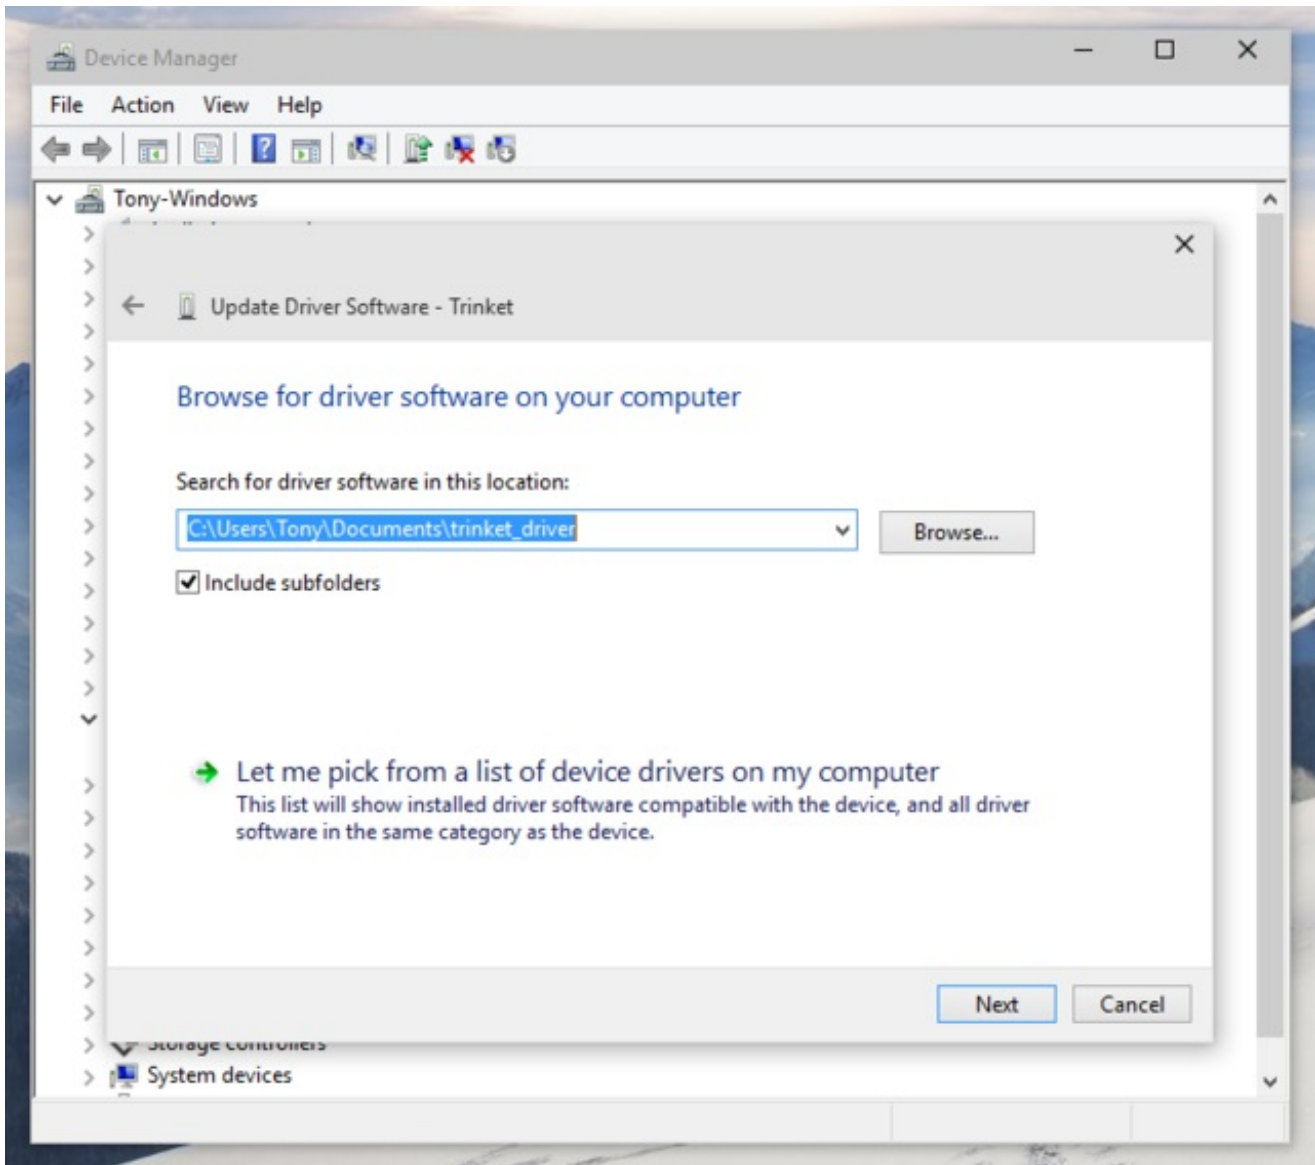 Device Manager
File Action View Help
Tony-Windows
Update Driver Software - Trinket
Browse for driver software on your computer
Search for driver software in this location:
C:\Users\Tony\Documents\trinket_driver
Browse...
Include subfolders
Let me pick from a list of device drivers on my computer
This list will show installed driver software compatible with the device, and all driver
software in the same category as the device.
Next Cancel
Storage controllers
System devices